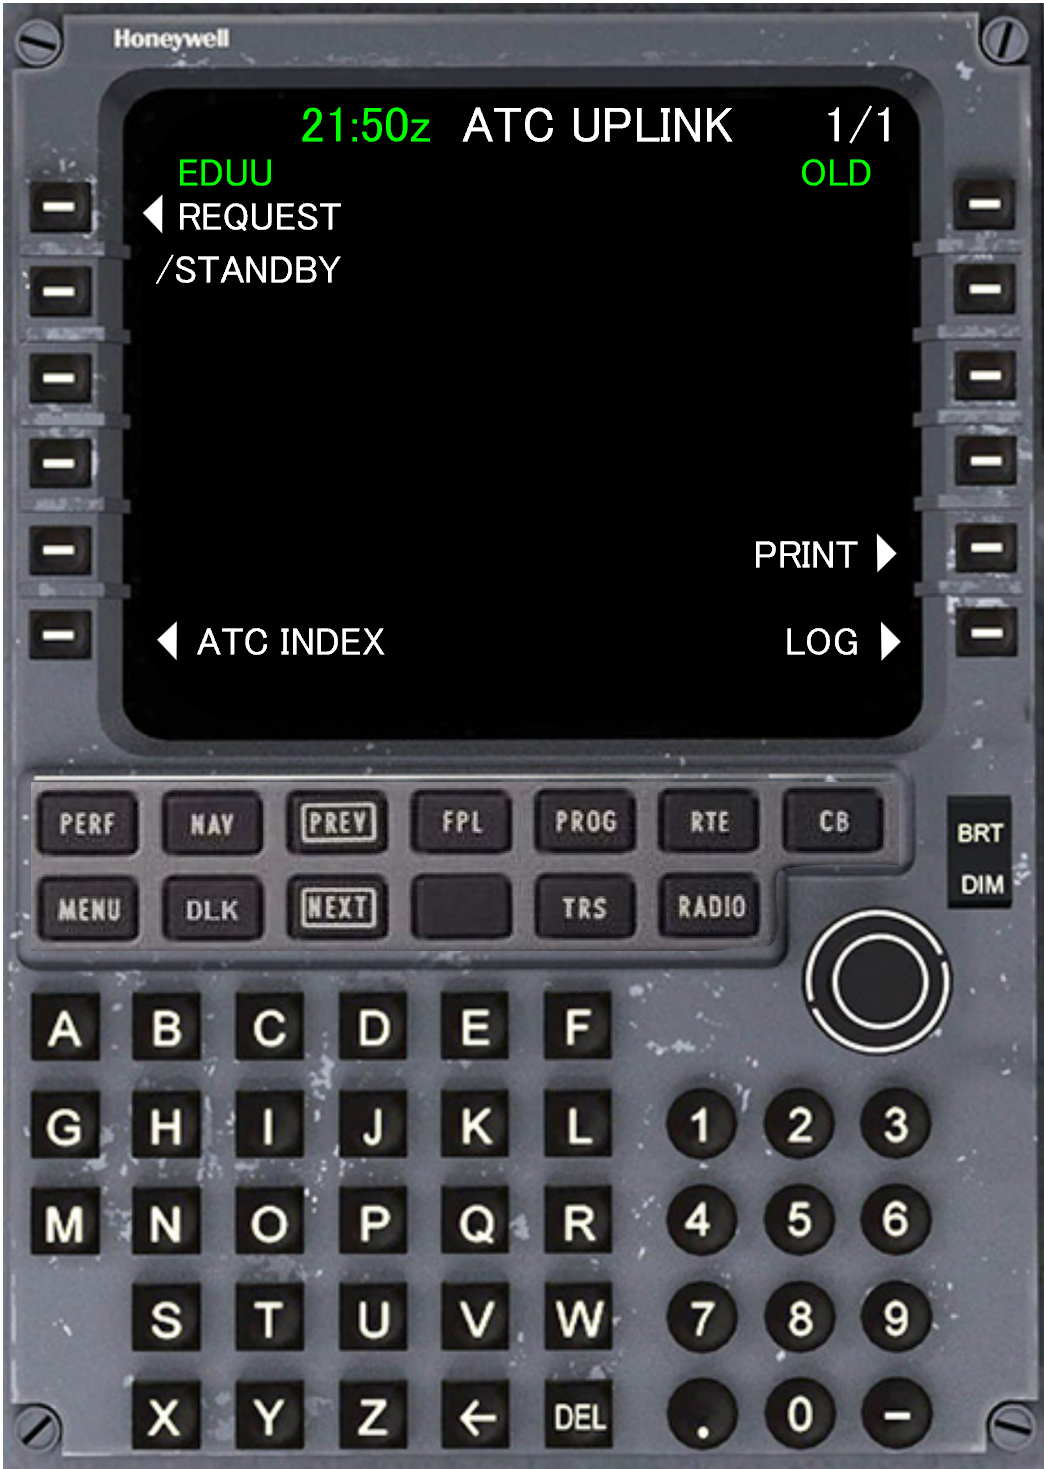 Honeywell
21:50z ATC UPLINK 1/1
EDUU OLD
REQUEST
/STANDBY
PRINT
ATC INDEX LOG
PERF NAV PREV FPL PROG RTE CB
BRT
MENU DLK NEXT TRS RADIO
DIM
A B C D E F
G H I J K L 1 2 3
M N O P Q R 4 5 6
S T U V W 7 8 9
X Y Z ← DEL . 0 -